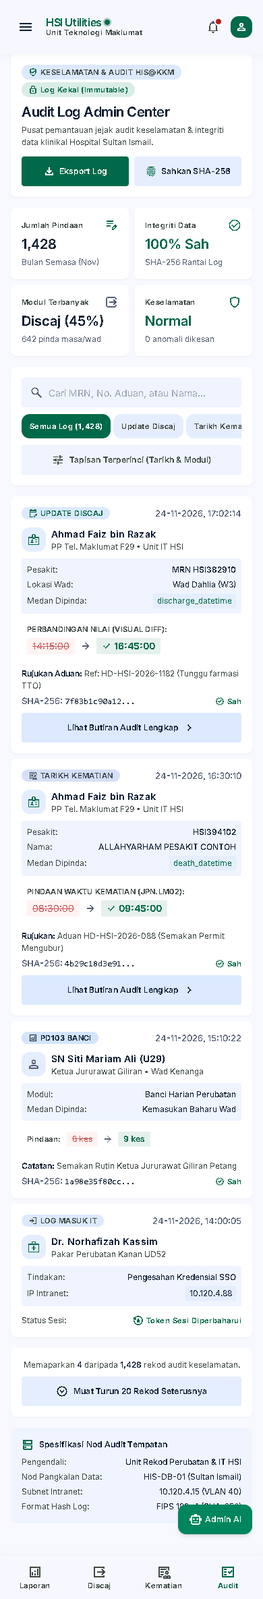 HSI Utilities
Unit Teknologi Maklumat
KESELAMATAN & AUDIT HIS@KKM
Log Kekal (Immutable)
Audit Log Admin Center
Pusat pemantauan jejak audit keselamatan & integriti
data klinikal Hospital Sultan Ismail.
Eksport Log
Sahkan SHA-256
Jumlah Pindaan
1,428
Bulan Semasa (Nov)
Integriti Data
100% Sah
SHA-256 Rantai Log
Modul Terbanyak
Discaj (45%)
642 pinda masa/wad
Keselamatan
Normal
0 anomali dikesan
Cari MRN, No. Aduan, atau Nama...
Semua Log (1,428)
Update Discaj
Tarikh Kema
Tapisan Terperinci (Tarikh & Modul)
UPDATE DISCAJ
24-11-2026, 17:02:14
Ahmad Faiz bin Razak
PP Tel. Maklumat F29 • Unit IT HSI
Pesakit: MRN HSI382910
Lokasi Wad: Wad Dahlia (W3)
Medan Dipinda: discharge_datetime
PERBANDINGAN NILAI (VISUAL DIFF):
14:15:00 → 16:45:00
Rujukan Aduan: Ref: HD-HSI-2026-1182 (Tunggu farmasi
TTO)
SHA-256: 7f83b1c90a12...
Sah
Lihat Butiran Audit Lengkap
TARIKH KEMATIAN
24-11-2026, 16:30:10
Ahmad Faiz bin Razak
PP Tel. Maklumat F29 • Unit IT HSI
Pesakit: HSI394102
Nama: ALLAHYARHAM PESAKIT CONTOH
Medan Dipinda: death_datetime
PINDAAN WAKTU KEMATIAN (JPN.LM02):
08:30:00 → 09:45:00
Rujukan: Aduan HD-HSI-2026-088 (Semakan Permit
Mengubur)
SHA-256: 4b29c18d3e91...
Sah
Lihat Butiran Audit Lengkap
PD103 BANCI
24-11-2026, 15:10:22
SN Siti Mariam Ali (U29)
Ketua Jururawat Giliran • Wad Kenanga
Modul: Banci Harian Perubatan
Medan Dipinda: Kemasukan Baharu Wad
Pindaan: 8 kes → 9 kes
Catatan: Semakan Rutin Ketua Jururawat Giliran Petang
SHA-256: 1a98e35f80cc...
Sah
LOG MASUK IT
24-11-2026, 14:00:05
Dr. Norhafizah Kassim
Pakar Perubatan Kanan UD52
Tindakan: Pengesahan Kredensial SSO
IP Intranet: 10.120.4.88
Status Sesi: Token Sesi Diperbaharui
Memaparkan 4 daripada 1,428 rekod audit keselamatan.
Muat Turun 20 Rekod Seterusnya
Spesifikasi Nod Audit Tempatan
Pengendali: Unit Rekod Perubatan & IT HSI
Nod Pangkalan Data: HIS-DB-01 (Sultan Ismail)
Subnet Intranet: 10.120.4.15 (VLAN 40)
Format Hash Log: FIPS
Admin AI
Laporan
Discaj
Kematian
Audit